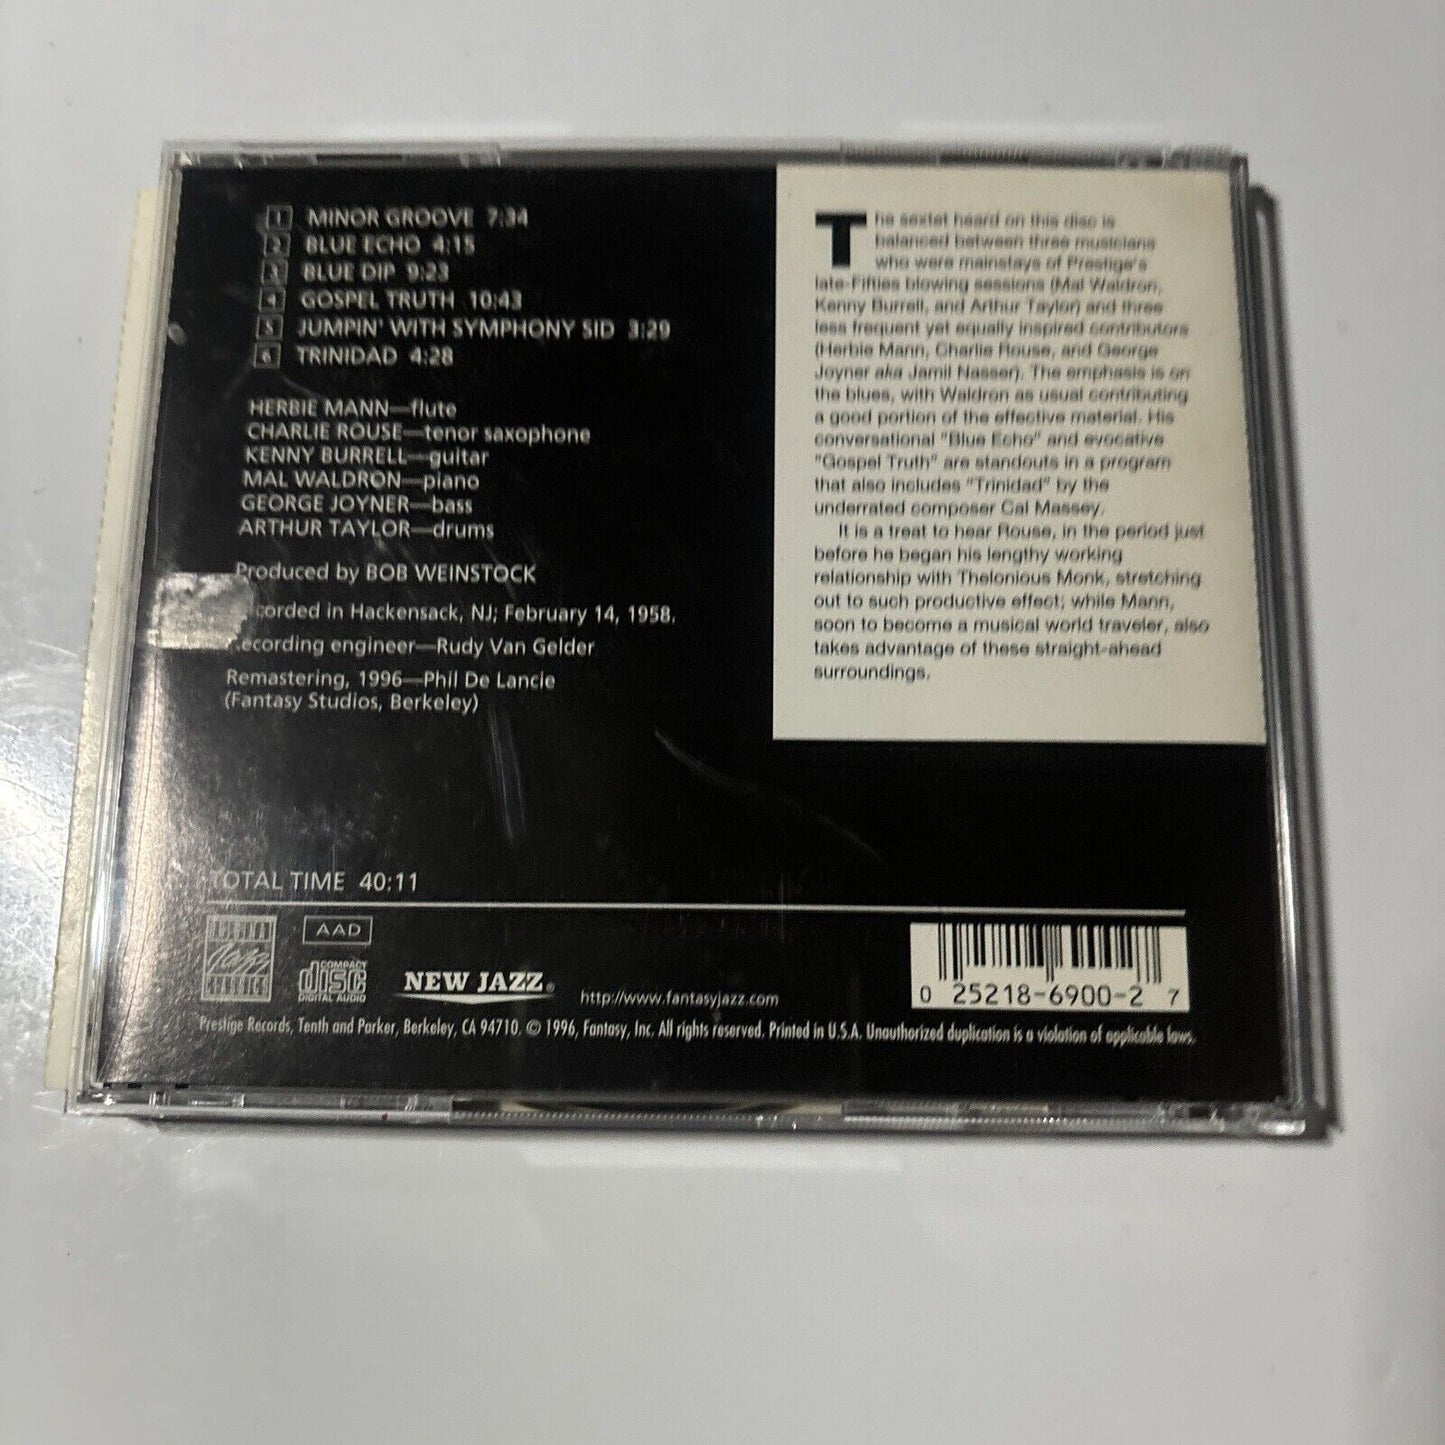 1 MINOR GROOVE 7:34
2 BLUE ECHO 4:15
3 BLUE DIP 9:23
4 GOSPEL TRUTH 10:43
5 JUMPIN' WITH SYMPHONY SID 3:29
6 TRINIDAD 4:28
HERBIE MANN—flute
CHARLIE ROUSE—tenor saxophone
KENNY BURRELL—guitar
MAL WALDRON—piano
GEORGE JOYNER—bass
ARTHUR TAYLOR—drums
Produced by BOB WEINSTOCK
corded in Hackensack, NJ; February 14, 1958.
ecording engineer—Rudy Van Gelder
Remastering, 1996—Phil De Lancie
(Fantasy Studios, Berkeley)
The sextet heard on this disc is
balanced between three musicians
who were mainstays of Prestige's
late-Fifties blowing sessions (Mal Waldron,
Kenny Burrell, and Arthur Taylor) and three
less frequent yet equally inspired contributors
(Herbie Mann, Charlie Rouse, and George
Joyner aka Jamil Nasser). The emphasis is on
the blues, with Waldron as usual contributing
a good portion of the effective material. His
conversational "Blue Echo" and evocative
"Gospel Truth" are standouts in a program
that also includes "Trinidad" by the
underrated composer Cal Massey.
It is a treat to hear Rouse, in the period just
before he began his lengthy working
relationship with Thelonious Monk, stretching
out to such productive effect; while Mann,
soon to become a musical world traveler, also
takes advantage of these straight-ahead
surroundings.
TOTAL TIME 40:11
ORIGINAL
Jazz
CLASSICS
AAD
COMPACT
disc
DIGITAL AUDIO
NEW JAZZ®
http://www.fantasyjazz.com
0 25218-6900-2 7
Prestige Records, Tenth and Parker, Berkeley, CA 94710. © 1996, Fantasy, Inc. All rights reserved. Printed in U.S.A. Unauthorized duplication is a violation of applicable laws.